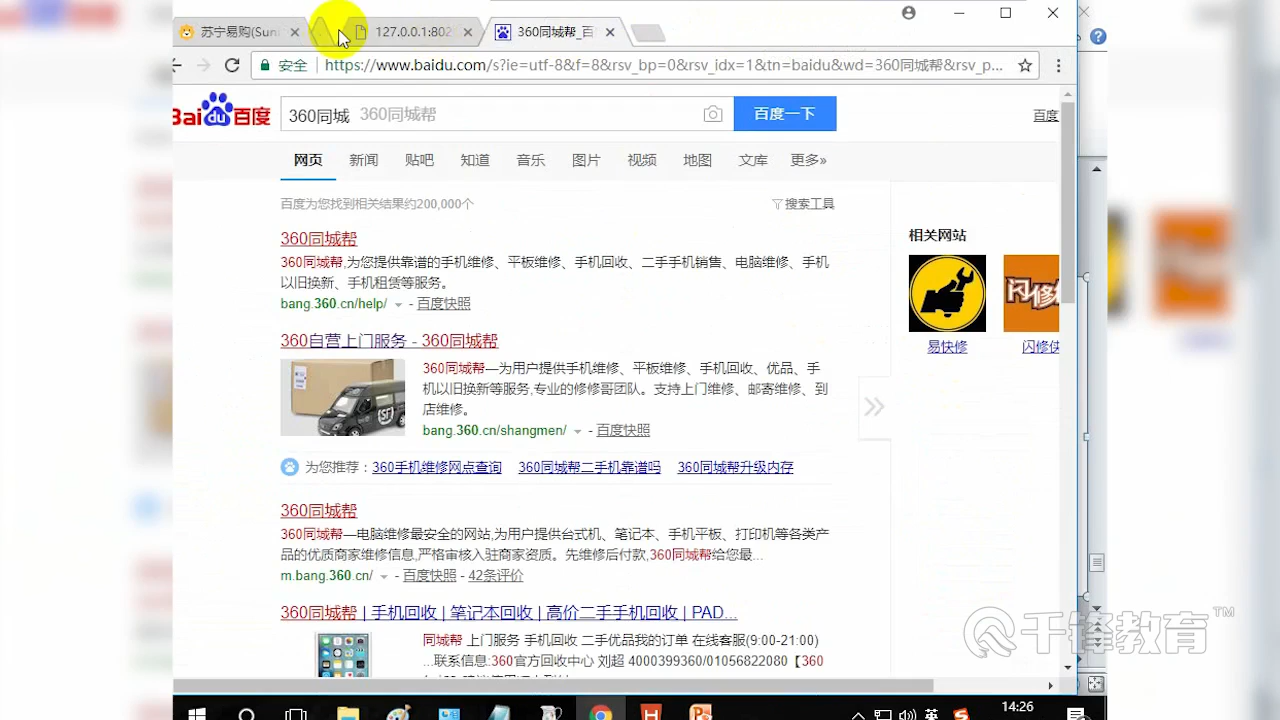 苏宁易购(Sun
127.0.0.1:802
360同城帮_百
安全
https://www.baidu.com/s?ie=utf-8&f=8&rsv_bp=0&rsv_idx=1&tn=baidu&wd=360同城帮&rsv_p...
Bai du 百度
360同城 360同城帮
百度一下
百度
网页 新闻 贴吧 知道 音乐 图片 视频 地图 文库 更多»
百度为您找到相关结果约200,000个
搜索工具
360同城帮
360同城帮,为您提供靠谱的手机维修、平板维修、手机回收、二手手机销售、电脑维修、手机
以旧换新、手机租赁等服务。
bang.360.cn/help/ - 百度快照
360自营上门服务 - 360同城帮
360同城帮—为用户提供手机维修、平板维修、手机回收、优品、手
机以旧换新等服务,专业的修修哥团队。支持上门维修、邮寄维修、到
店维修。
bang.360.cn/shangmen/ - 百度快照
为您推荐：360手机维修网点查询 360同城帮二手机靠谱吗 360同城帮升级内存
360同城帮
360同城帮—电脑维修最安全的网站,为用户提供台式机、笔记本、手机平板、打印机等各类产
品的优质商家维修信息,严格审核入驻商家资质。先维修后付款,360同城帮给您最...
m.bang.360.cn/ - 百度快照 - 42条评价
360同城帮 | 手机回收 | 笔记本回收 | 高价二手手机回收 | PAD...
同城帮 上门服务 手机回收 二手优品我的订单 在线客服(9:00-21:00)
...联系信息:360官方回收中心 刘超 4000399360/01056822080【360
相关网站
闪修
易快修
闪修侠
千锋教育™
英
14:26